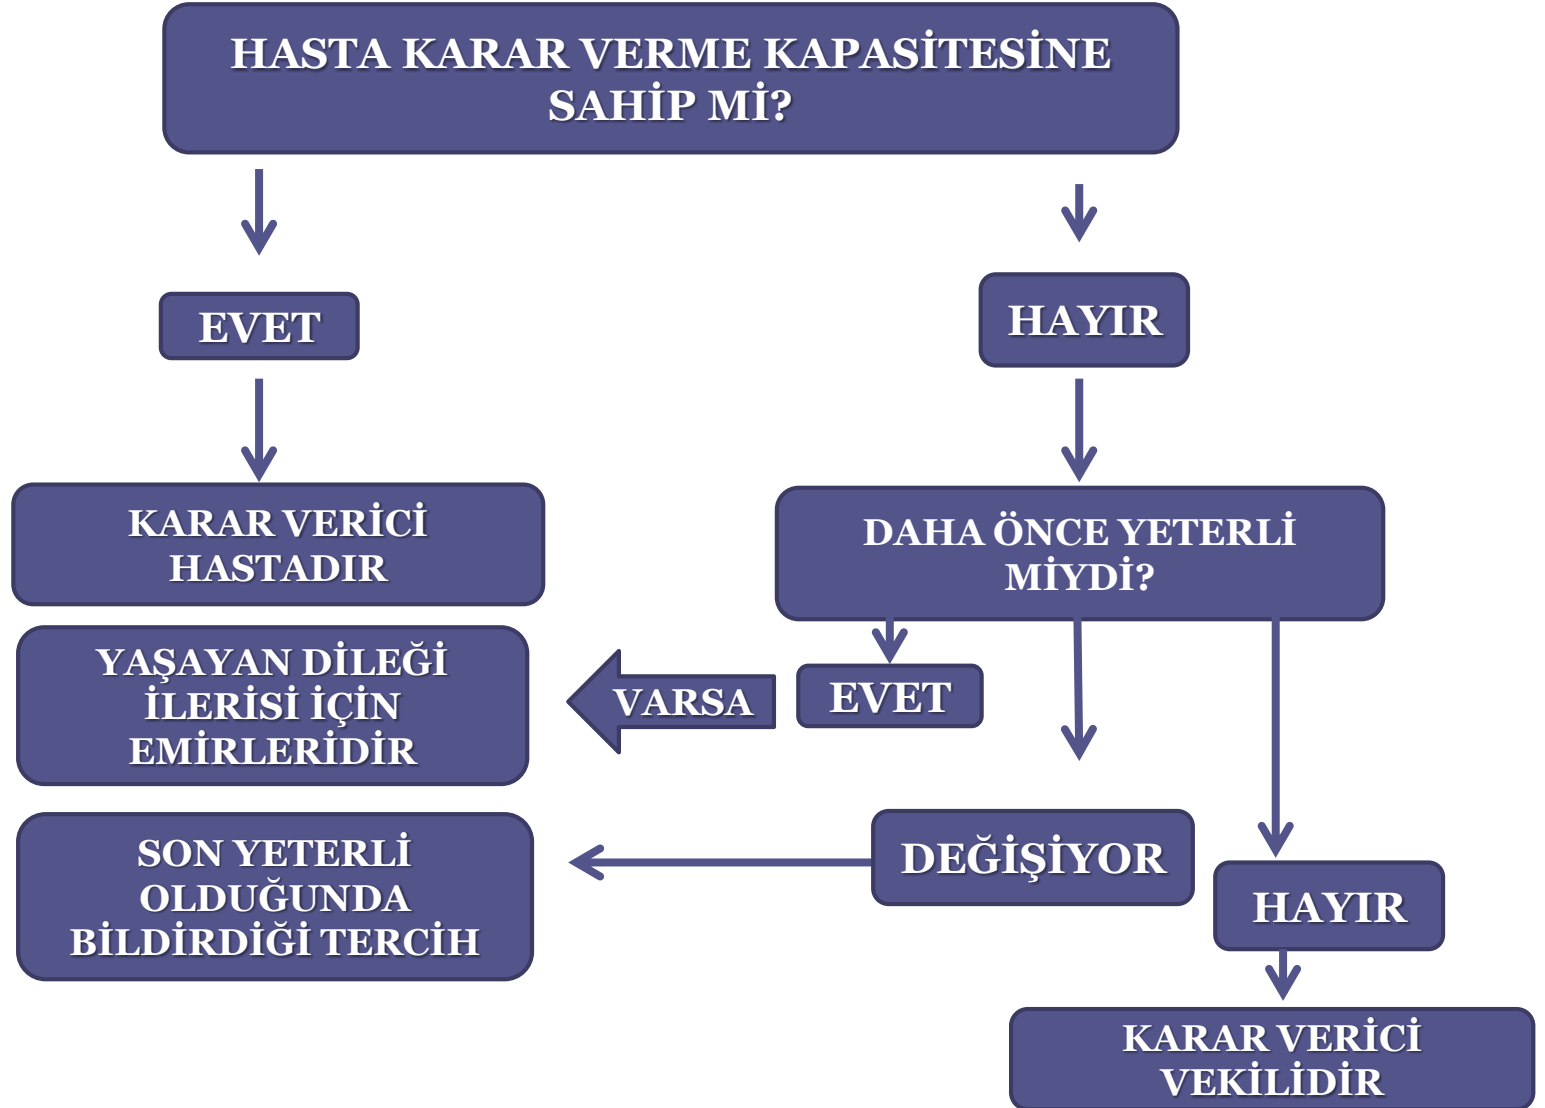 HASTA KARAR VERME KAPASİTESİNE
SAHİP Mİ?
EVET
HAYIR
KARAR VERİCİ
HASTADIR
DAHA ÖNCE YETERLİ
MİYDİ?
YAŞAYAN DİLEĞİ
İLERİSİ İÇİN
EMİRLERİDİR
VARSA
EVET
SON YETERLİ
OLDUĞUNDA
BİLDİRDİĞİ TERCİH
DEĞİŞİYOR
HAYIR
KARAR VERİCİ
VEKİLİDİR